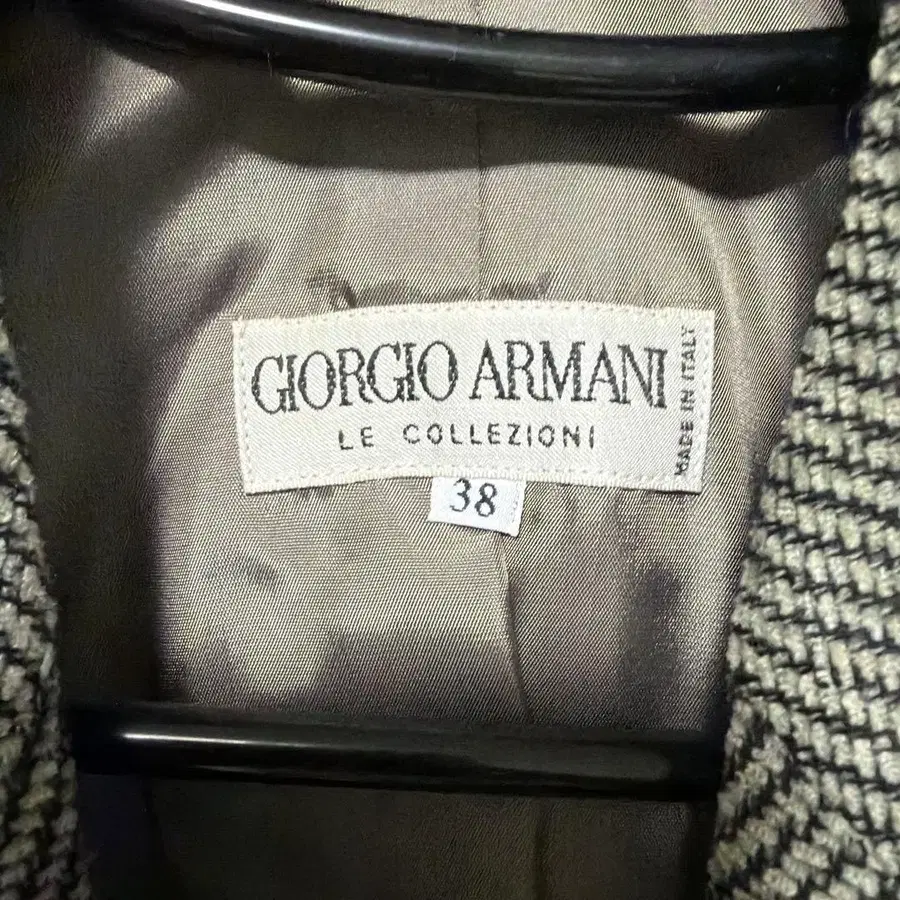 GIORGIO ARMANI
LE COLLEZIONI
MADE IN ITALY
38